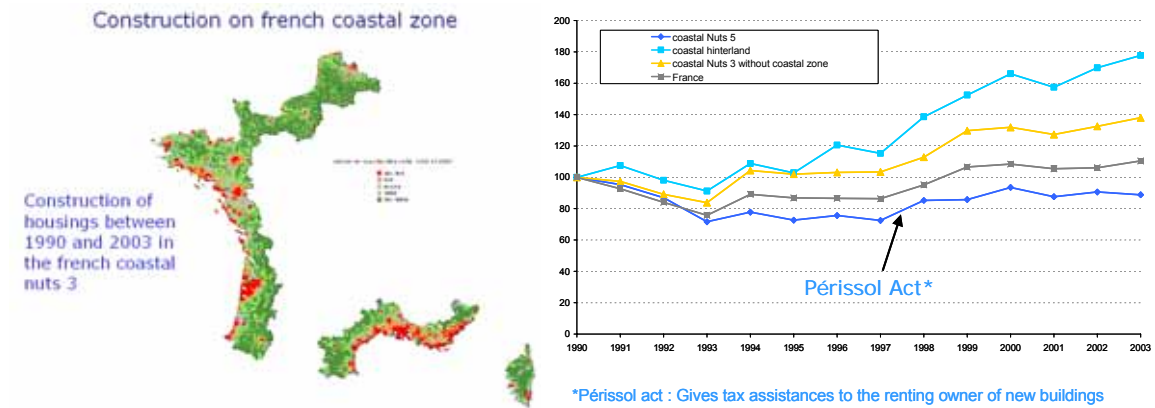 Construction on french coastal zone
Construction of
housings between
1990 and 2003 in
the french coastal
nuts 3
200
180
160
140
120
100
80
60
40
20
0
coastal Nuts 5
coastal hinterland
coastal Nuts 3 without coastal zone
France
Périssol Act*
1990 1991 1992 1993 1994 1995 1996 1997 1998 1999 2000 2001 2002 2003
*Périssol act : Gives tax assistances to the renting owner of new buildings